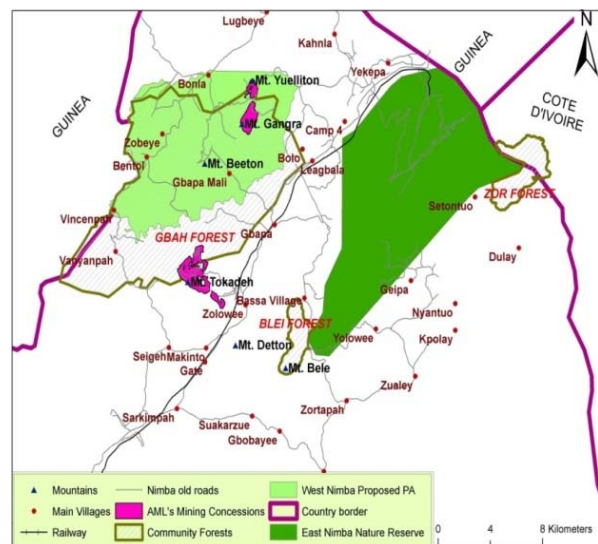 Lugbeye
Kahnla
GUINEA
N
Yekepa
Mt. Yuelliton
Bonla
COTE
D'IVOIRE
GUINEA
Mt. Gangra
Camp 4
Zobeye
Bolo
Bentol
Mt. Beeton
Leagbala
Gbapa Mali
ZOR FOREST
Setontuo
Vincenpah
Gbapa
GBAH FOREST
Vanyanpah
Dulay
Mt. Tokadeh
Geipa
Bassa Village
Zolowee
Nyantuo
BLEI FOREST
Yolowee
Kpolay
Seigeh
Makinto
Mt. Detton
Gate
Mt. Bele
Zualey
Zortapah
Sarkimpah
Suakarzue
Gbobayee
Mountains
Nimba old roads
West Nimba Proposed PA
Main Villages
AML's Mining Concessions
Country border
Railway
Community Forests
East Nimba Nature Reserve
0 4 8 Kilometers